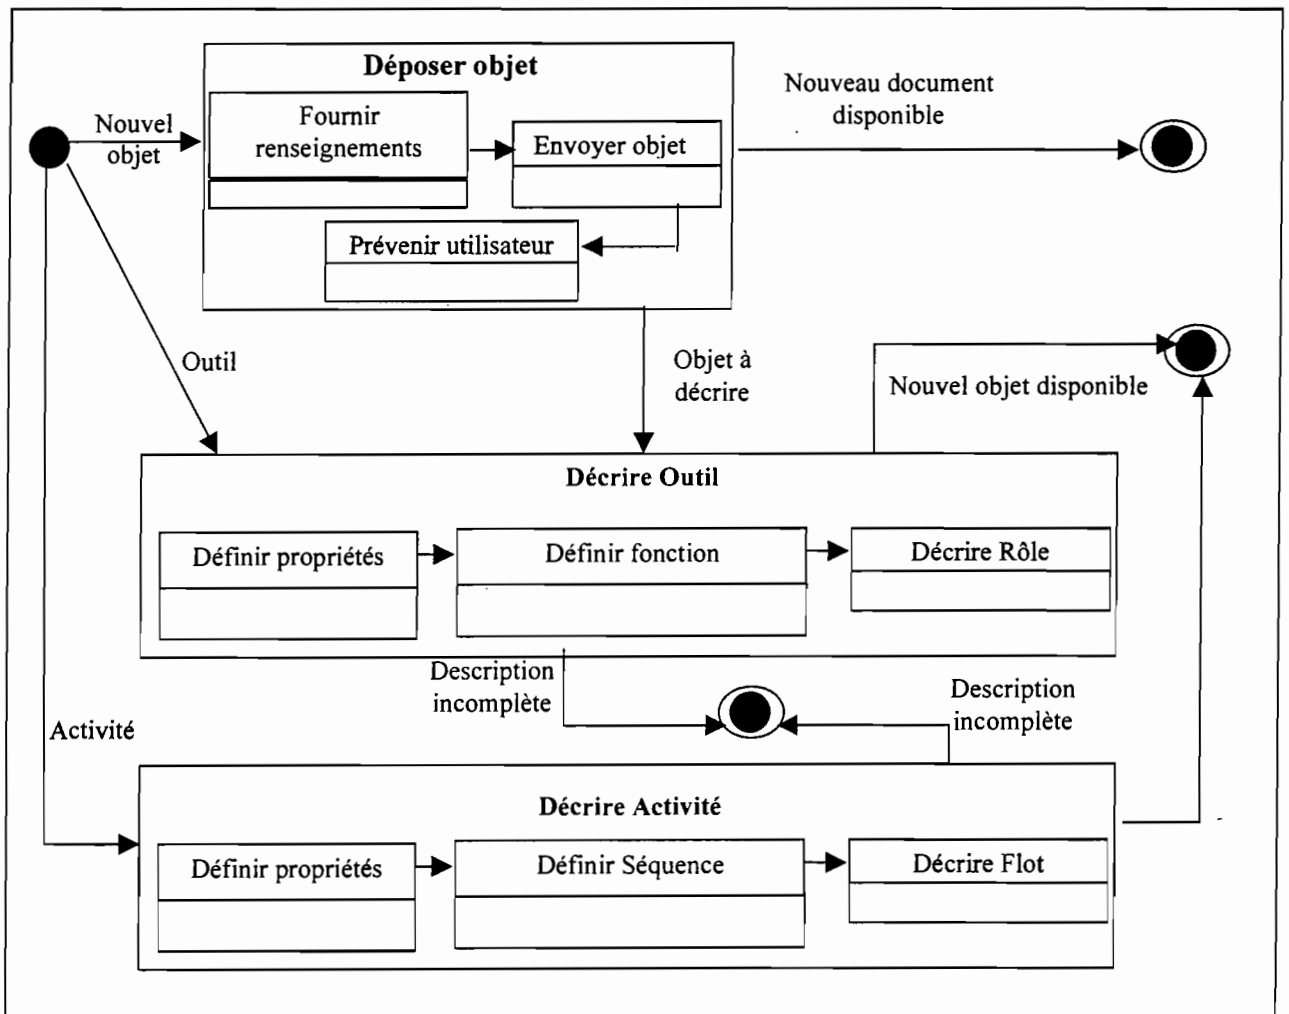 Déposer objet
Nouveau document
disponible
Nouvel
objet
Fournir
renseignements
Envoyer objet
Prévenir utilisateur
Outil
Objet à
décrire
Nouvel objet disponible
Décrire Outil
Définir propriétés
Définir fonction
Décrire Rôle
Description
incomplète
Description
incomplète
Activité
Décrire Activité
Définir propriétés
Définir Séquence
Décrire Flot